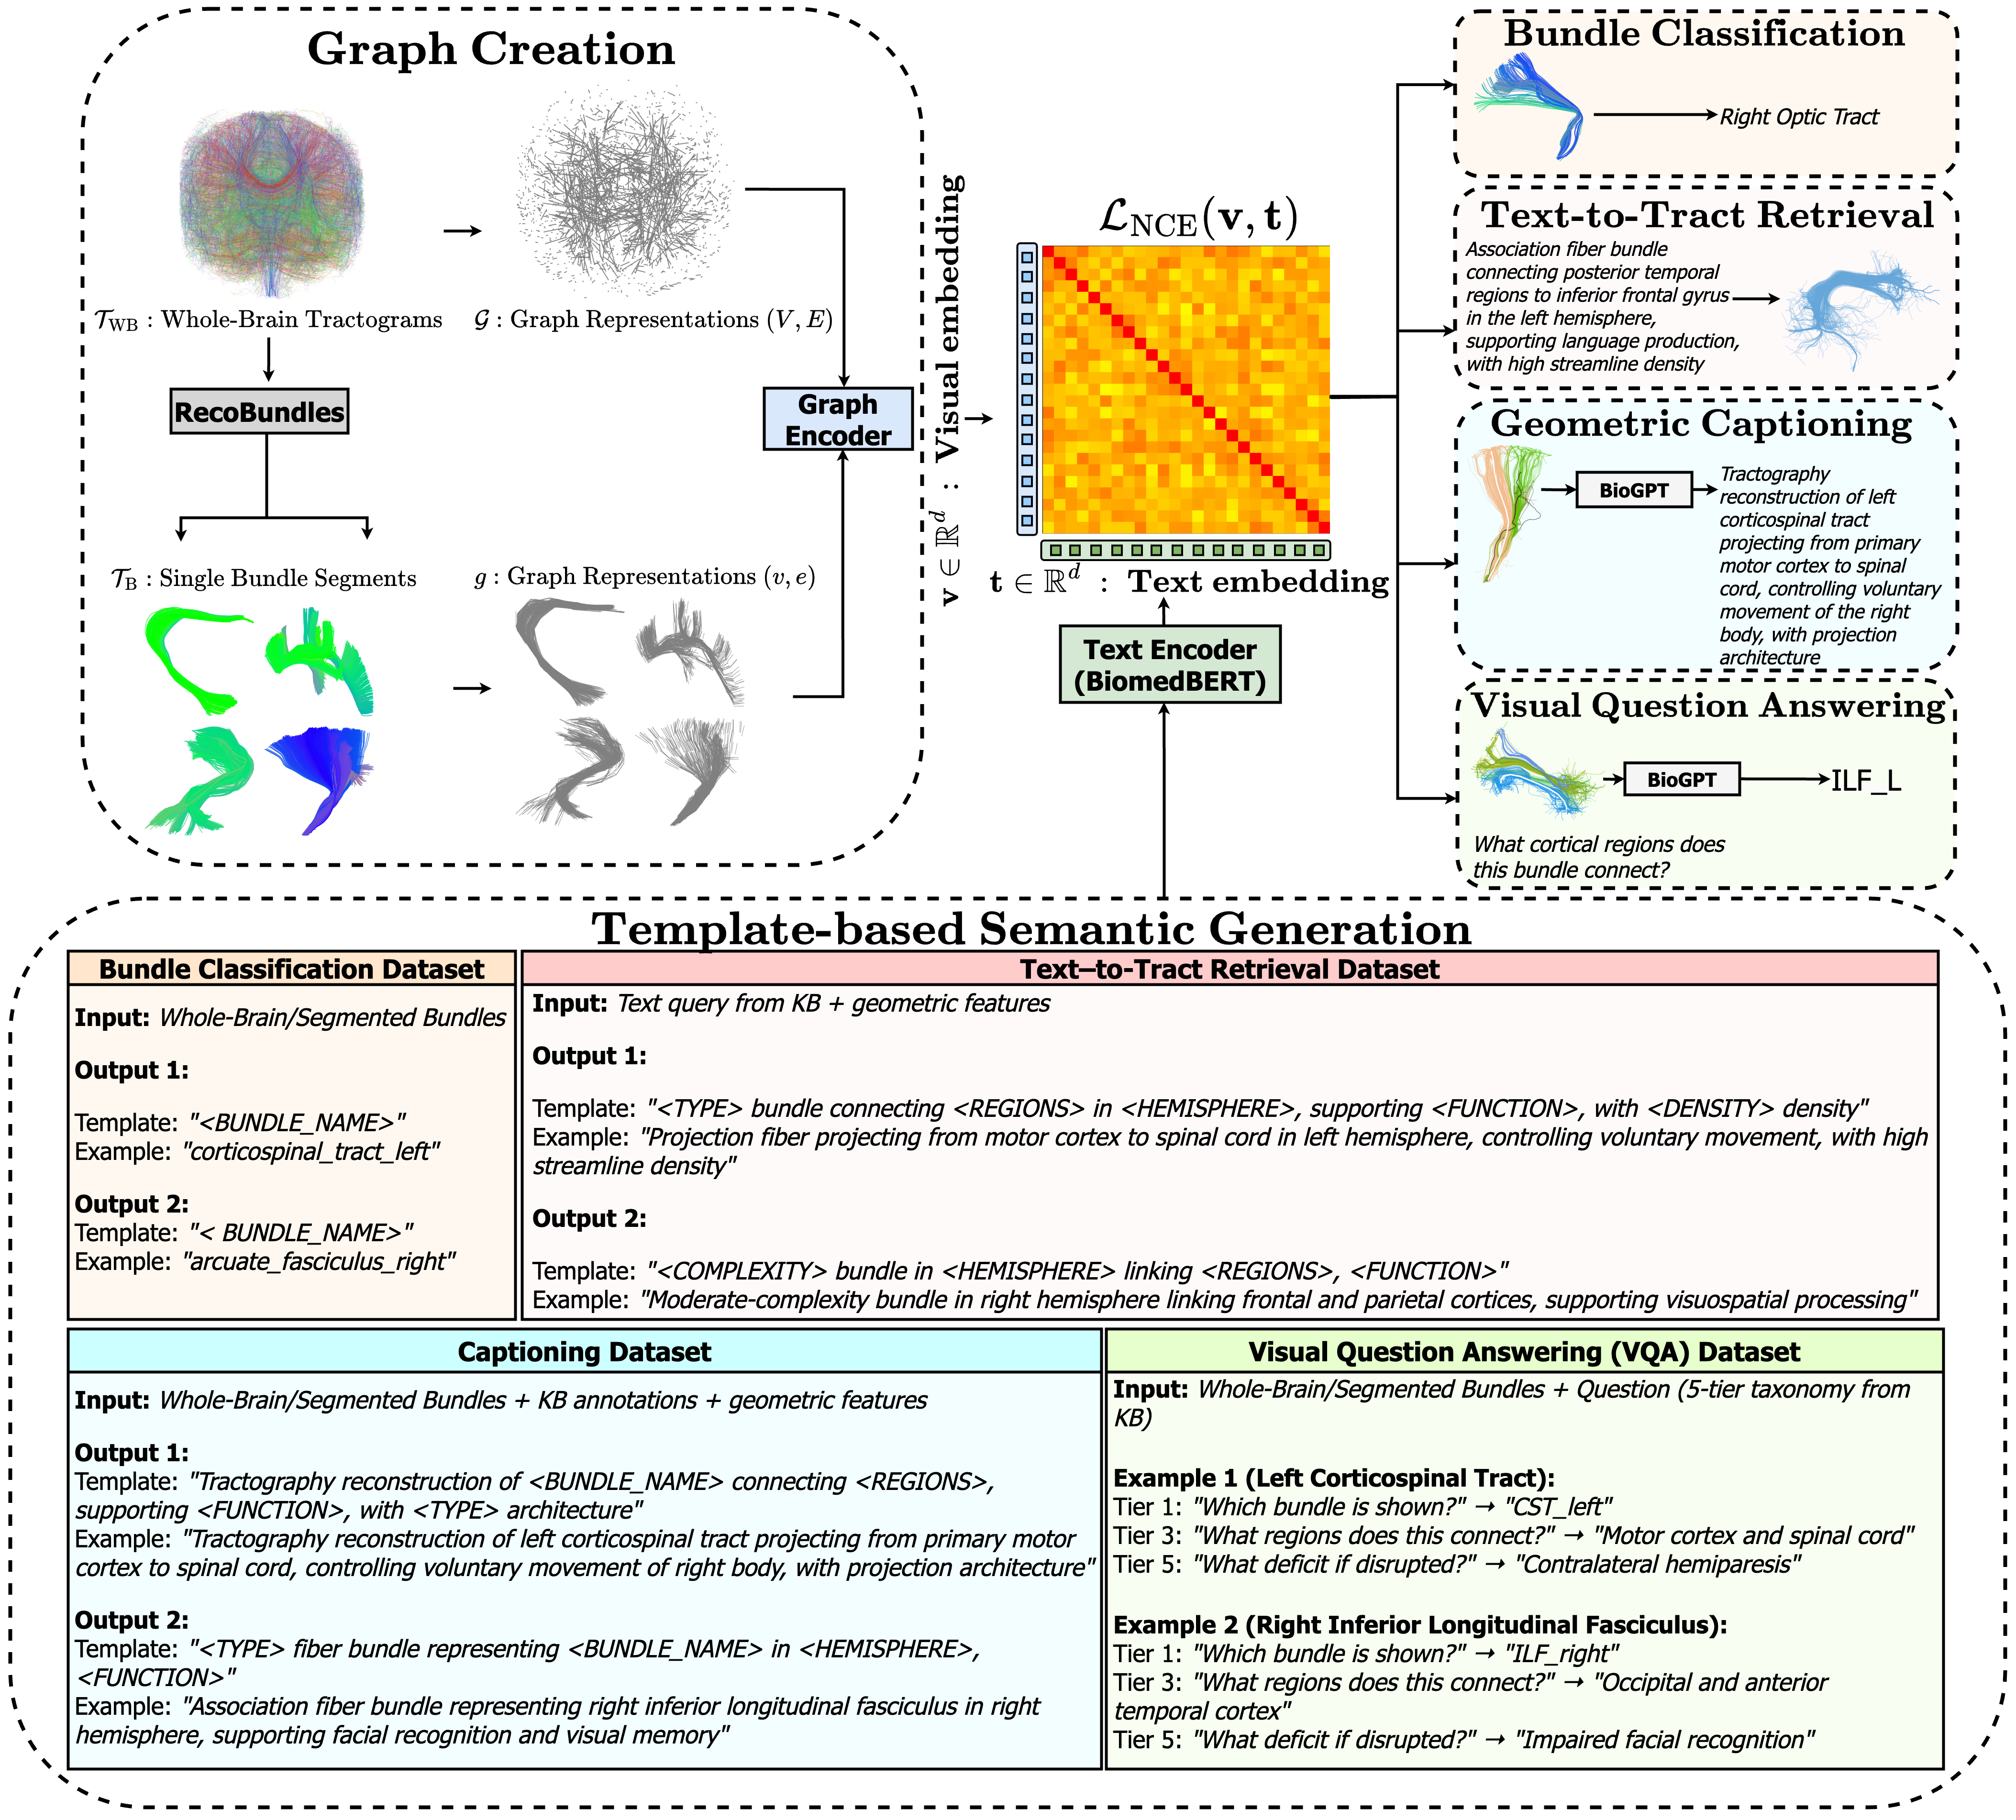 Graph Creation
𝒯_WB : Whole-Brain Tractograms
𝒢 : Graph Representations (V, E)
RecoBundles
Graph
Encoder
𝒯_B : Single Bundle Segments
g : Graph Representations (v, e)
v ∈ ℝ^d : Visual embedding
ℒ_NCE(v, t)
t ∈ ℝ^d : Text embedding
Text Encoder
(BiomedBERT)
Bundle Classification
Right Optic Tract
Text-to-Tract Retrieval
Association fiber bundle
connecting posterior temporal
regions to inferior frontal gyrus
in the left hemisphere,
supporting language production,
with high streamline density
Geometric Captioning
BioGPT
Tractography
reconstruction of left
corticospinal tract
projecting from primary
motor cortex to spinal
cord, controlling voluntary
movement of the right
body, with projection
architecture
Visual Question Answering
BioGPT
ILF_L
What cortical regions does
this bundle connect?
Template-based Semantic Generation
Bundle Classification Dataset
Input: Whole-Brain/Segmented Bundles
Output 1:
Template: "<BUNDLE_NAME>"
Example: "corticospinal_tract_left"
Output 2:
Template: "< BUNDLE_NAME>"
Example: "arcuate_fasciculus_right"
Text–to-Tract Retrieval Dataset
Input: Text query from KB + geometric features
Output 1:
Template: "<TYPE> bundle connecting <REGIONS> in <HEMISPHERE>, supporting <FUNCTION>, with <DENSITY> density"
Example: "Projection fiber projecting from motor cortex to spinal cord in left hemisphere, controlling voluntary movement, with high
streamline density"
Output 2:
Template: "<COMPLEXITY> bundle in <HEMISPHERE> linking <REGIONS>, <FUNCTION>"
Example: "Moderate-complexity bundle in right hemisphere linking frontal and parietal cortices, supporting visuospatial processing"
Captioning Dataset
Input: Whole-Brain/Segmented Bundles + KB annotations + geometric features
Output 1:
Template: "Tractography reconstruction of <BUNDLE_NAME> connecting <REGIONS>,
supporting <FUNCTION>, with <TYPE> architecture"
Example: "Tractography reconstruction of left corticospinal tract projecting from primary motor
cortex to spinal cord, controlling voluntary movement of right body, with projection architecture"
Output 2:
Template: "<TYPE> fiber bundle representing <BUNDLE_NAME> in <HEMISPHERE>,
<FUNCTION>"
Example: "Association fiber bundle representing right inferior longitudinal fasciculus in right
hemisphere, supporting facial recognition and visual memory"
Visual Question Answering (VQA) Dataset
Input: Whole-Brain/Segmented Bundles + Question (5-tier taxonomy from
KB)
Example 1 (Left Corticospinal Tract):
Tier 1: "Which bundle is shown?" → "CST_left"
Tier 3: "What regions does this connect?" → "Motor cortex and spinal cord"
Tier 5: "What deficit if disrupted?" → "Contralateral hemiparesis"
Example 2 (Right Inferior Longitudinal Fasciculus):
Tier 1: "Which bundle is shown?" → "ILF_right"
Tier 3: "What regions does this connect?" → "Occipital and anterior
temporal cortex"
Tier 5: "What deficit if disrupted?" → "Impaired facial recognition"